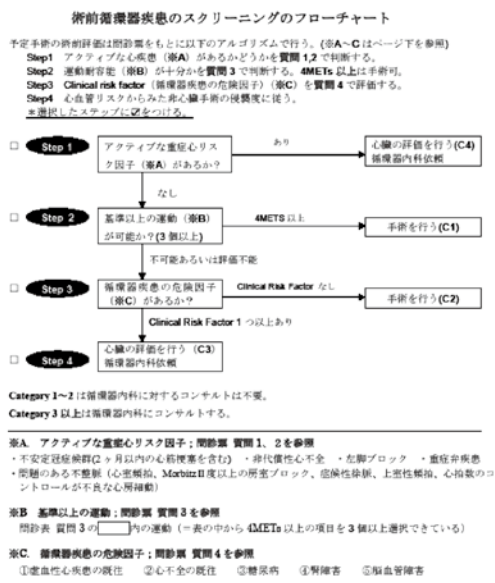 術前循環器疾患のスクリーニングのフローチャート
予定手術の術前評価は問診票をもとに以下のアルゴリズムで行う。(※A～C はページ下を参照)
Step1 アクティブな心疾患（※A）があるかどうかを質問 1,2 で判断する。
Step2 運動耐容能（※B）が十分かを質問 3 で判断する。4METs 以上は手術可。
Step3 Clinical risk factor（循環器疾患の危険因子）（※C）を質問 4 で評価する。
Step4 心血管リスクからみた非心臓手術の侵襲度に従う。
＊選択したステップに☑をつける。
□ Step 1 アクティブな重症心リス
ク因子（※A）があるか？
あり
心臓の評価を行う(C4)
循環器内科依頼
なし
□ Step 2 基準以上の運動（※B）
が可能か？(3 個以上)
4METS 以上
手術を行う(C1)
不可能あるいは評価不能
□ Step 3 循環器疾患の危険因子
（※C）があるか？
Clinical Risk Factor なし
手術を行う(C2)
Clinical Risk Factor 1 つ以上あり
□ Step 4 心臓の評価を行う（C3）
循環器内科依頼
Category 1～2 は循環器内科に対するコンサルトは不要。
Category 3 以上は循環器内科にコンサルトする。
※A. アクティブな重症心リスク因子；問診票 質問 1、2 を参照
・不安定冠症候群(2 ヶ月以内の心筋梗塞を含む) ・非代償性心不全 ・左脚ブロック ・重症弁疾患
・問題のある不整脈（心室頻拍、MorbitzⅡ度以上の房室ブロック、症候性徐脈、上室性頻拍、心拍数のコ
ントロールが不良な心房細動）
※B 基準以上の運動；問診票 質問 3 を参照
問診表 質問 3 の 内の運動（＝表の中から 4METs 以上の項目を 3 個以上選択できている）
※C. 循環器疾患の危険因子；問診票 質問 4 を参照
①虚血性心疾患の既往 ②心不全の既往 ③糖尿病 ④腎障害 ⑤脳血管障害